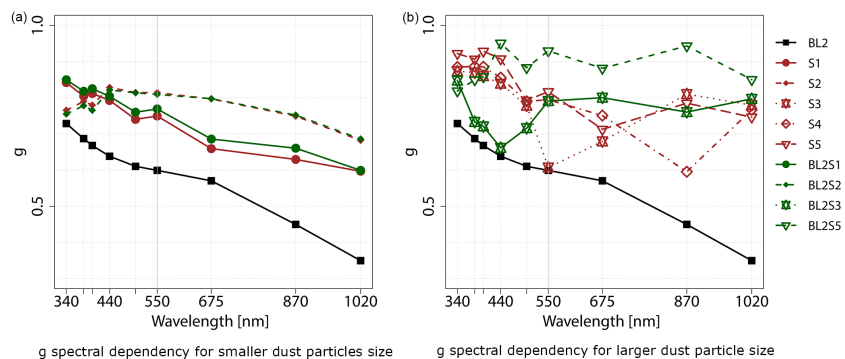 (a)
1.0
g
0.5
340 440 550 675 870 1020
Wavelength [nm]
g spectral dependency for smaller dust particles size
(b)
1.0
g
0.5
340 440 550 675 870 1020
Wavelength [nm]
g spectral dependency for larger dust particle size
BL2
S1
S2
S3
S4
S5
BL2S1
BL2S2
BL2S3
BL2S5